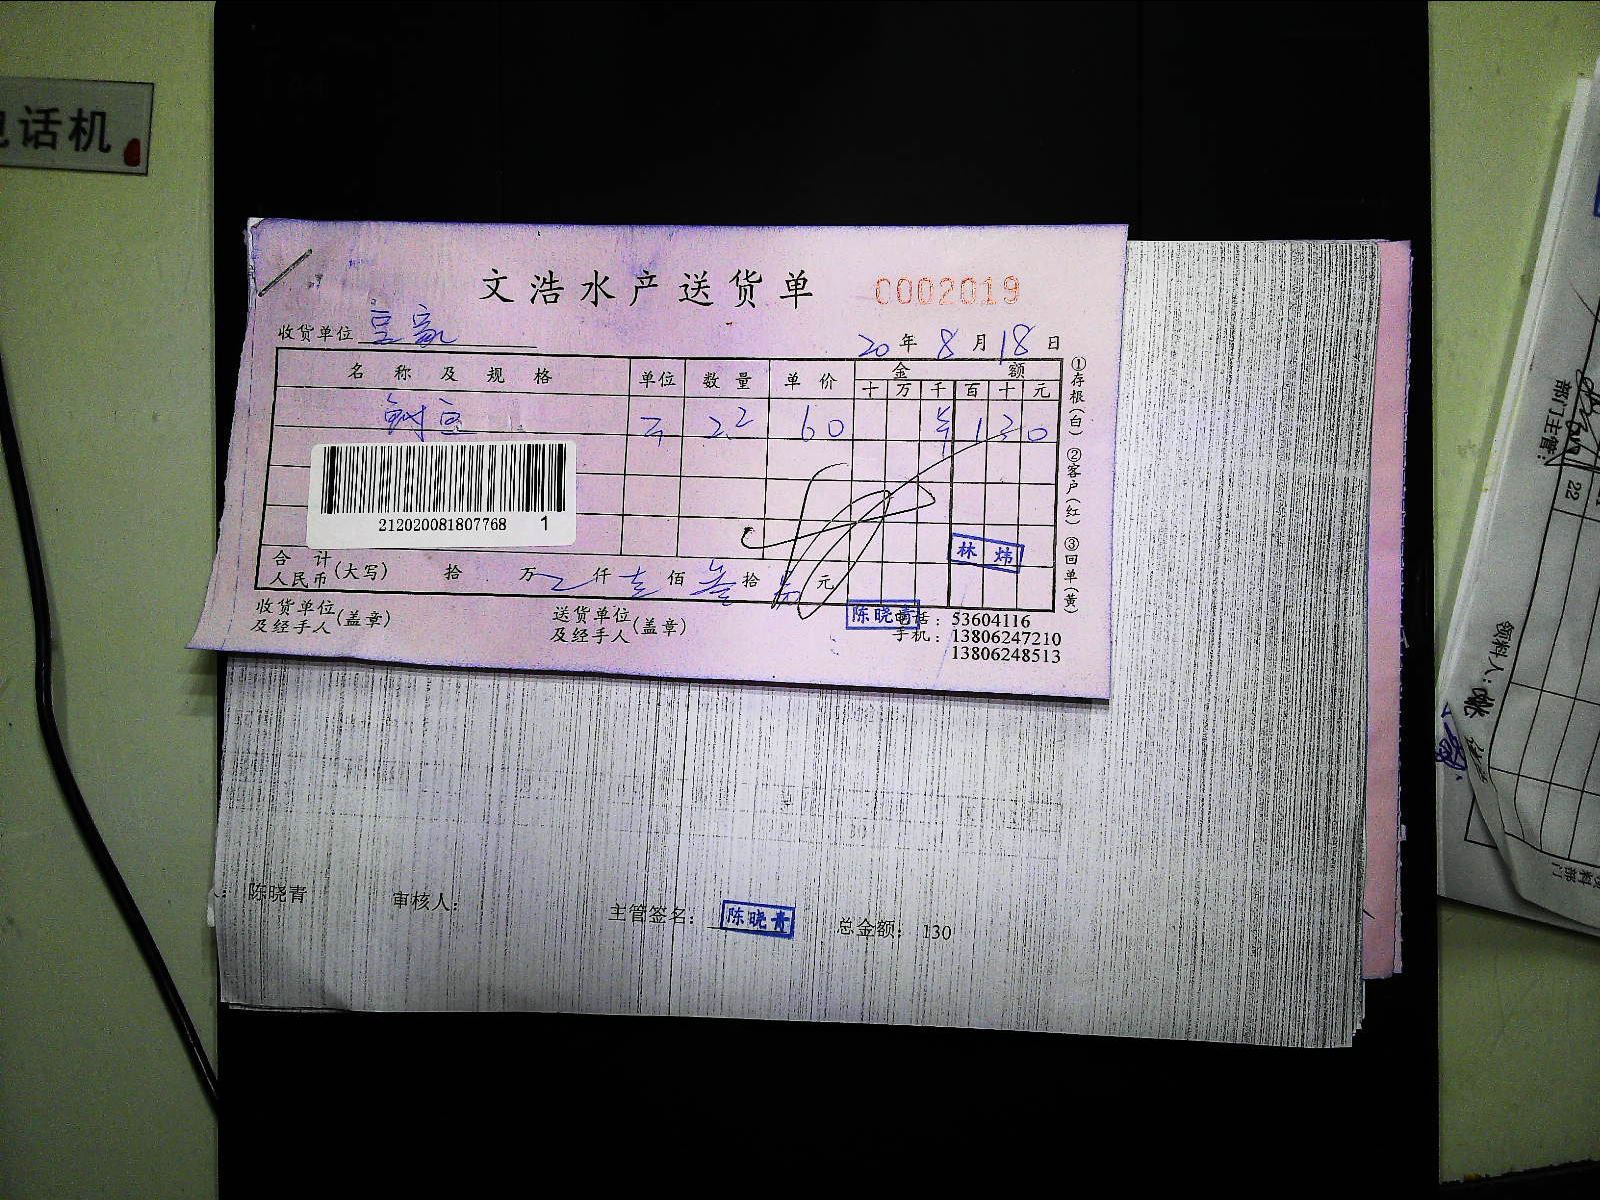 电话机
文浩水产送货单 C002019
收货单位 皇家 20年8月18日
名称及规格 单位 数量 单价 金额
十万千百十元
2.2 60 ¥130
212020081807768 1
合计人民币(大写) 拾 万 仟 壹 佰 叁 拾 元
林炜
收货单位及经手人(盖章) 送货单位及经手人(盖章) 陈晓青 电话:53604116
手机:13806247210
13806248513
①存根(白) ②客户(红) ③回单(黄)
陈晓青 审核人: 主管签名: 陈晓青 总金额: 130
部门主管:
22
领料人: